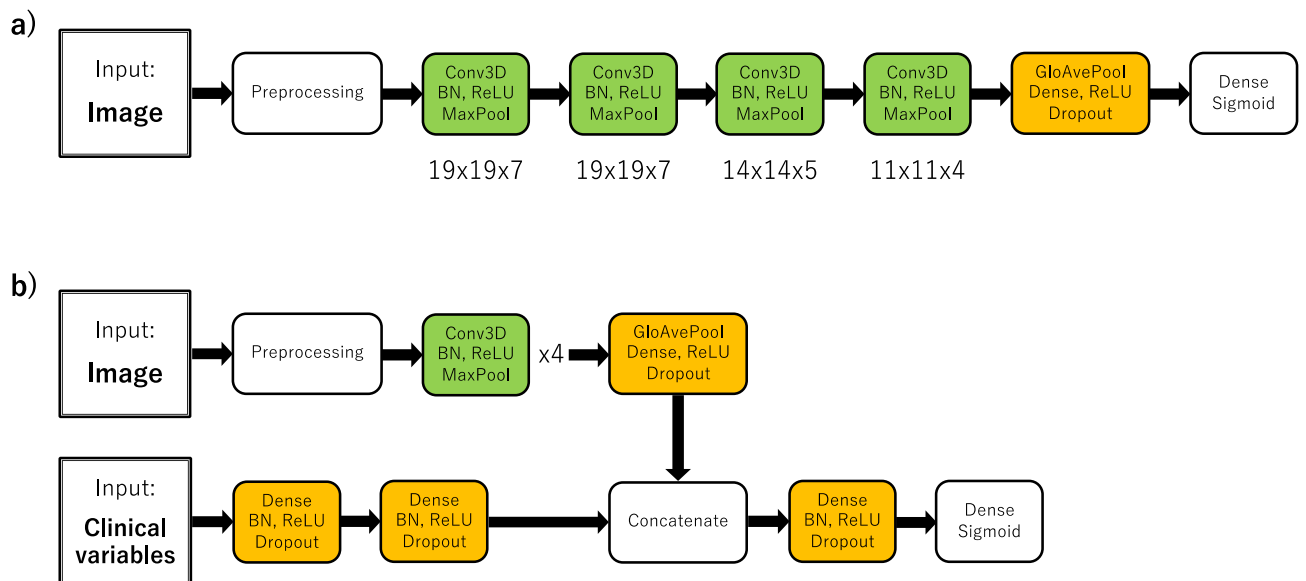 a)
Input:
Image
Preprocessing
Conv3D
BN, ReLU
MaxPool
19x19x7
Conv3D
BN, ReLU
MaxPool
19x19x7
Conv3D
BN, ReLU
MaxPool
14x14x5
Conv3D
BN, ReLU
MaxPool
11x11x4
GloAvePool
Dense, ReLU
Dropout
Dense
Sigmoid
b)
Input:
Image
Preprocessing
Conv3D
BN, ReLU
MaxPool
x4
GloAvePool
Dense, ReLU
Dropout
Input:
Clinical
variables
Dense
BN, ReLU
Dropout
Dense
BN, ReLU
Dropout
Concatenate
Dense
BN, ReLU
Dropout
Dense
Sigmoid